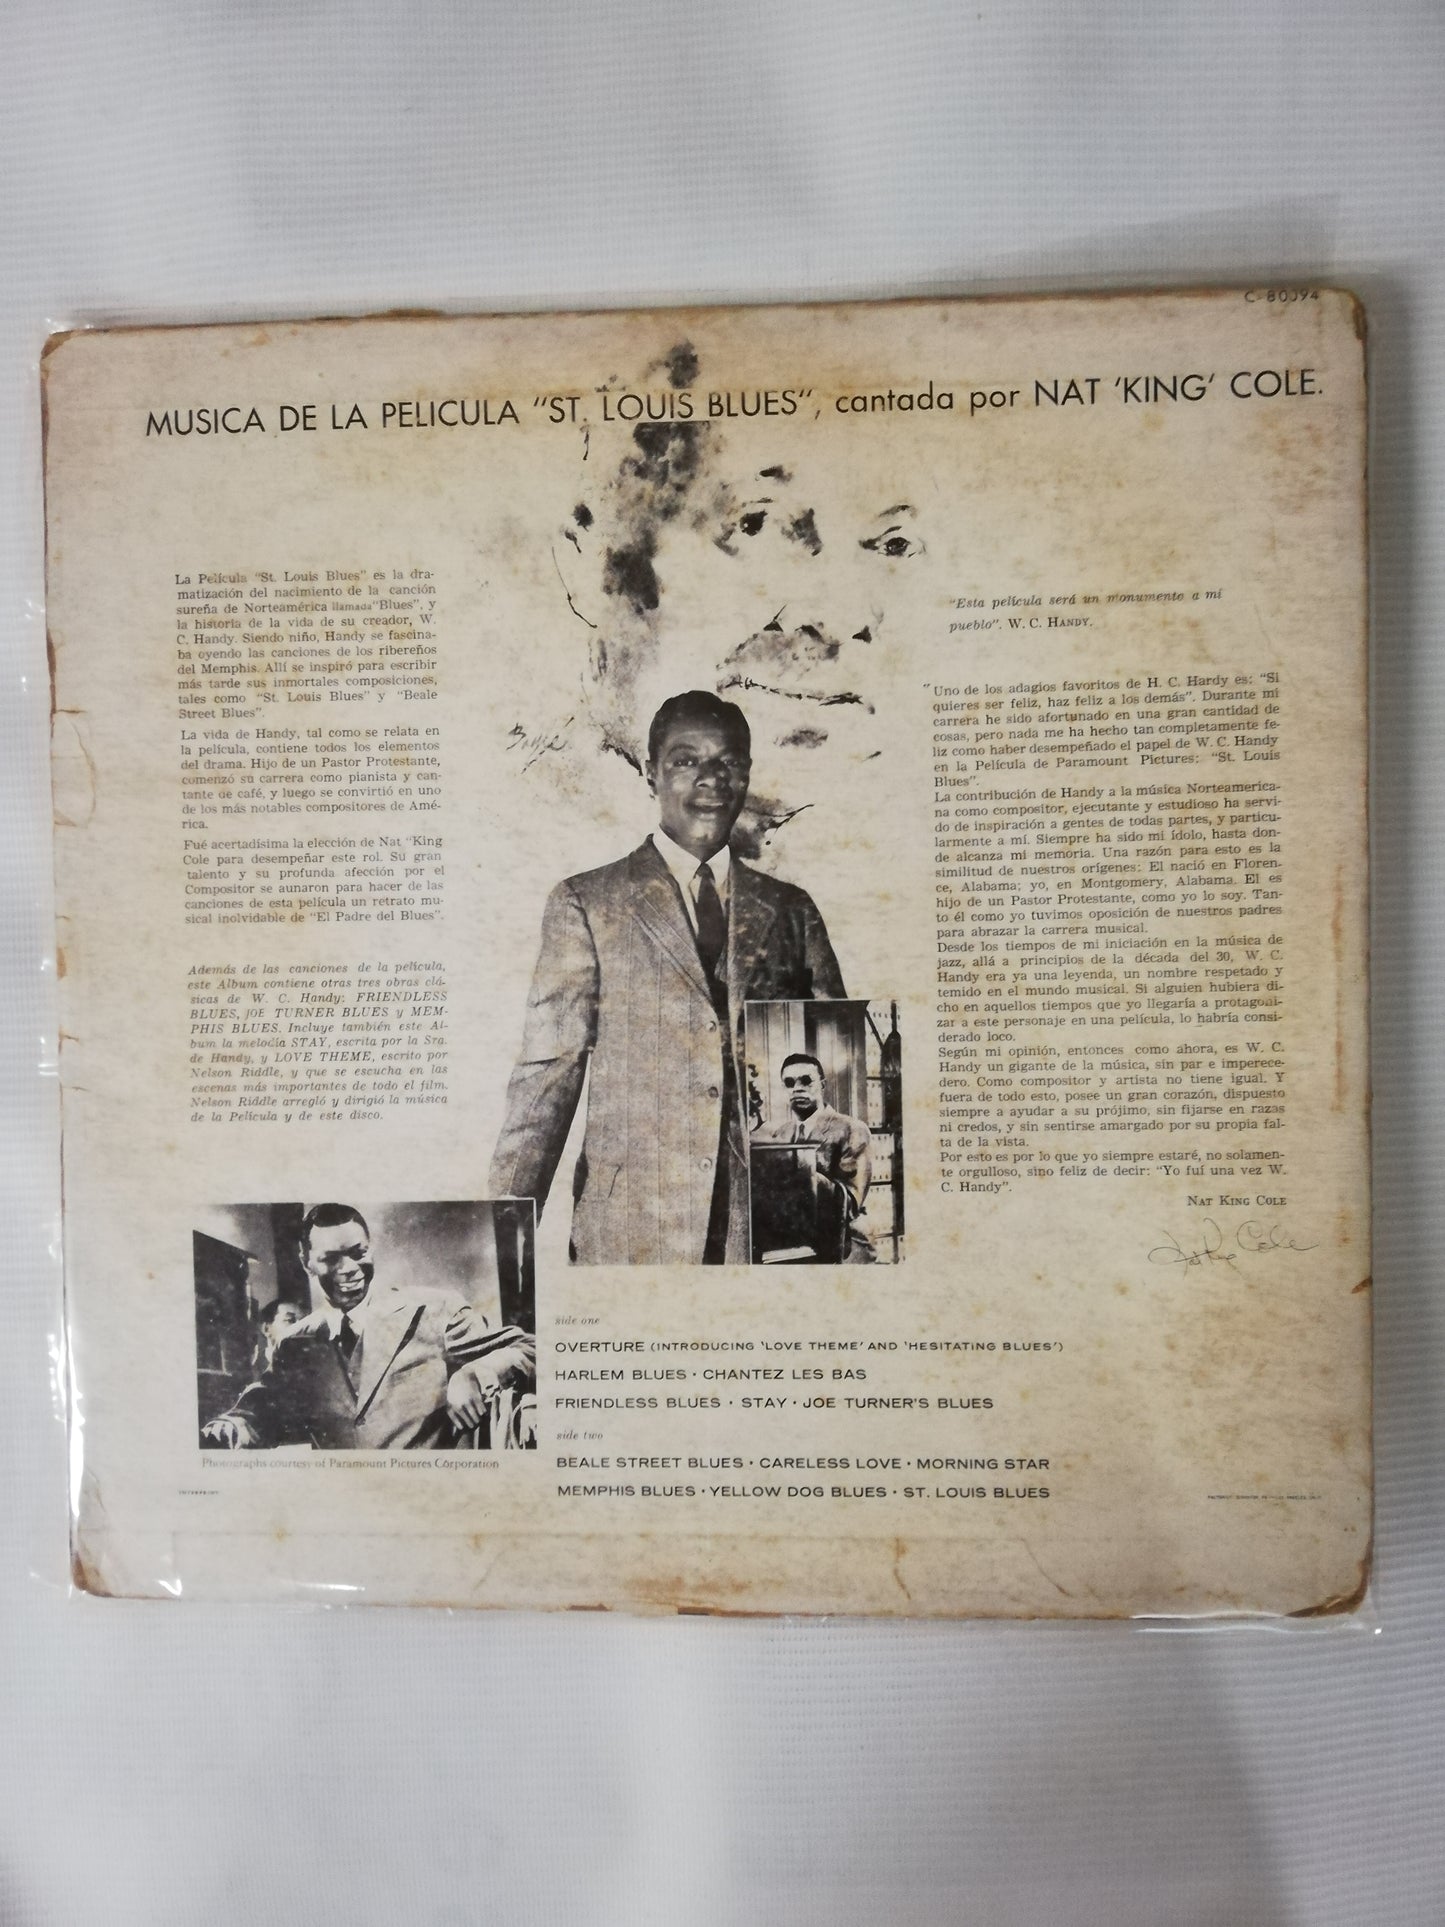 MUSICA DE LA PELICULA "ST. LOUIS BLUES", cantada por NAT 'KING' COLE.
La Película "St. Louis Blues" es la dra-
matización del nacimiento de la canción
sureña de Norteamérica llamada "Blues", y
la historia de la vida de su creador, W.
C. Handy. Siendo niño, Handy se fascina-
ba oyendo las canciones de los ribereños
del Memphis. Allí se inspiró para escribir
más tarde sus inmortales composiciones,
tales como "St. Louis Blues" y "Beale
Street Blues".
La vida de Handy, tal como se relata en
la película, contiene todos los elementos
del drama. Hijo de un Pastor Protestante,
comenzó su carrera como pianista y can-
tante de café, y luego se convirtió en uno
de los más notables compositores de Amé-
rica.
Fué acertadísima la elección de Nat "King
Cole para desempeñar este rol. Su gran
talento y su profunda afección por el
Compositor se aunaron para hacer de las
canciones de esta película un retrato mu-
sical inolvidable de "El Padre del Blues".
Además de las canciones de la película,
este Album contiene otras tres obras clá-
sicas de W. C. Handy: FRIENDLESS
BLUES, JOE TURNER BLUES y MEM-
PHIS BLUES. Incluye también este Al-
bum la melodía STAY, escrita por la Sra.
de Handy, y LOVE THEME, escrito por
Nelson Riddle, y que se escucha en las
escenas más importantes de todo el film.
Nelson Riddle arregló y dirigió la música
de la Película y de este disco.
"Esta película será un monumento a mi
pueblo". W. C. HANDY.
"Uno de los adagios favoritos de H. C. Hardy es: "Si
quieres ser feliz, haz feliz a los demás". Durante mi
carrera he sido afortunado en una gran cantidad de
cosas, pero nada me ha hecho tan completamente fe-
liz como haber desempeñado el papel de W. C. Handy
en la Película de Paramount Pictures: "St. Louis
Blues".
La contribución de Handy a la música Norteamerica-
na como compositor, ejecutante y estudioso ha servi-
do de inspiración a gentes de todas partes, y particu-
larmente a mí. Siempre ha sido mi ídolo, hasta don-
de alcanza mi memoria. Una razón para esto es la
similitud de nuestros orígenes: El nació en Floren-
ce, Alabama; yo, en Montgomery, Alabama. El es
hijo de un Pastor Protestante, como yo lo soy. Tan-
to él como yo tuvimos oposición de nuestros padres
para abrazar la carrera musical.
Desde los tiempos de mi iniciación en la música de
jazz, allá a principios de la década del 30, W. C.
Handy era ya una leyenda, un nombre respetado y
temido en el mundo musical. Si alguien hubiera di-
cho en aquellos tiempos que yo llegaría a protagoni-
zar a este personaje en una película, lo habría consi-
derado loco.
Según mi opinión, entonces como ahora, es W. C.
Handy un gigante de la música, sin par e imperece-
dero. Como compositor y artista no tiene igual. Y
fuera de todo esto, posee un gran corazón, dispuesto
siempre a ayudar a su prójimo, sin fijarse en razas
ni credos, y sin sentirse amargado por su propia fal-
ta de la vista.
Por esto es por lo que yo siempre estaré, no solamen-
te orgulloso, sino feliz de decir: "Yo fuí una vez W.
C. Handy".
NAT KING COLE
Nat King Cole
Photographs courtesy of Paramount Pictures Corporation
INTERPRINT
side one
OVERTURE (INTRODUCING 'LOVE THEME' AND 'HESITATING BLUES')
HARLEM BLUES · CHANTEZ LES BAS
FRIENDLESS BLUES · STAY · JOE TURNER'S BLUES
side two
BEALE STREET BLUES · CARELESS LOVE · MORNING STAR
MEMPHIS BLUES · YELLOW DOG BLUES · ST. LOUIS BLUES